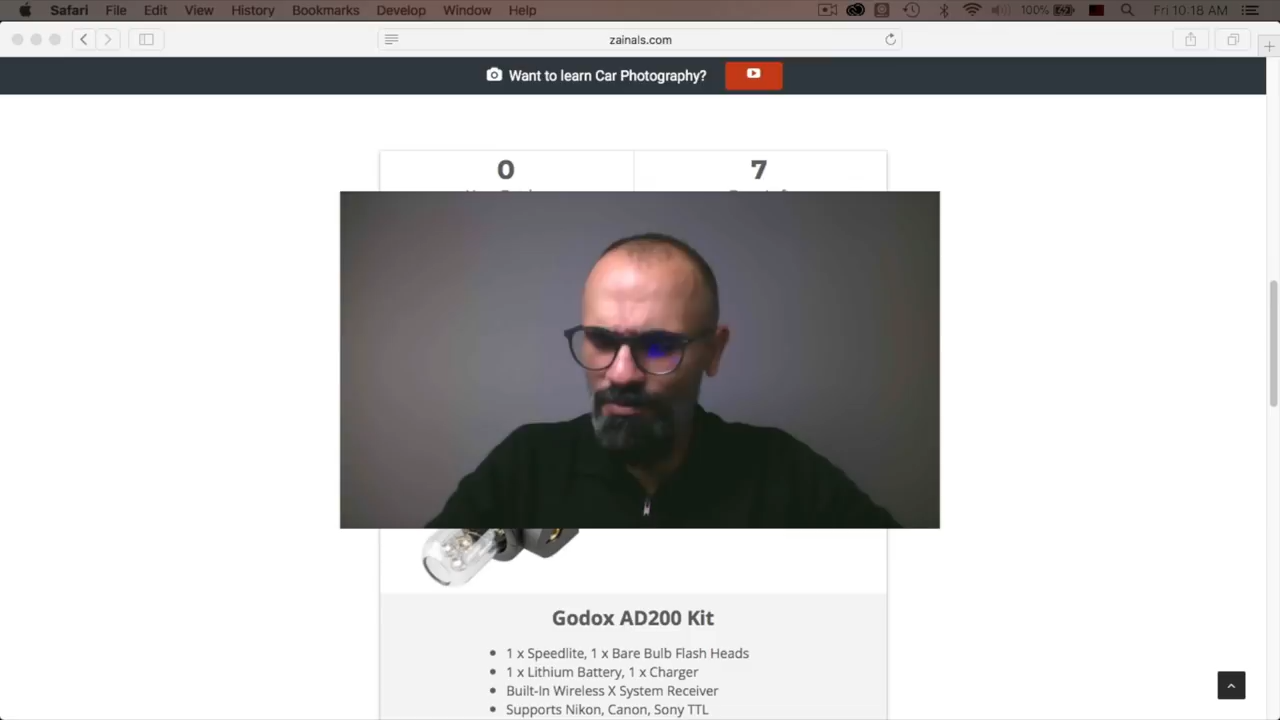 Safari File Edit View History Bookmarks Develop Window Help 100% Fri 10.18 AM
zainals.com
Want to learn Car Photography?
0
7
Godox AD200 Kit
1 x Speedlite, 1 x Bare Bulb Flash Heads
1 x Lithium Battery, 1 x Charger
Built-In Wireless X System Receiver
Supports Nikon, Canon, Sony TTL